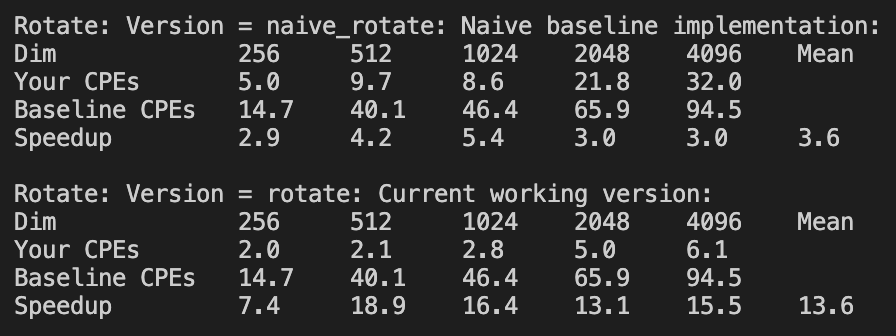 Rotate: Version = naive_rotate: Naive baseline implementation:
Dim 256 512 1024 2048 4096 Mean
Your CPEs 5.0 9.7 8.6 21.8 32.0
Baseline CPEs 14.7 40.1 46.4 65.9 94.5
Speedup 2.9 4.2 5.4 3.0 3.0 3.6
Rotate: Version = rotate: Current working version:
Dim 256 512 1024 2048 4096 Mean
Your CPEs 2.0 2.1 2.8 5.0 6.1
Baseline CPEs 14.7 40.1 46.4 65.9 94.5
Speedup 7.4 18.9 16.4 13.1 15.5 13.6